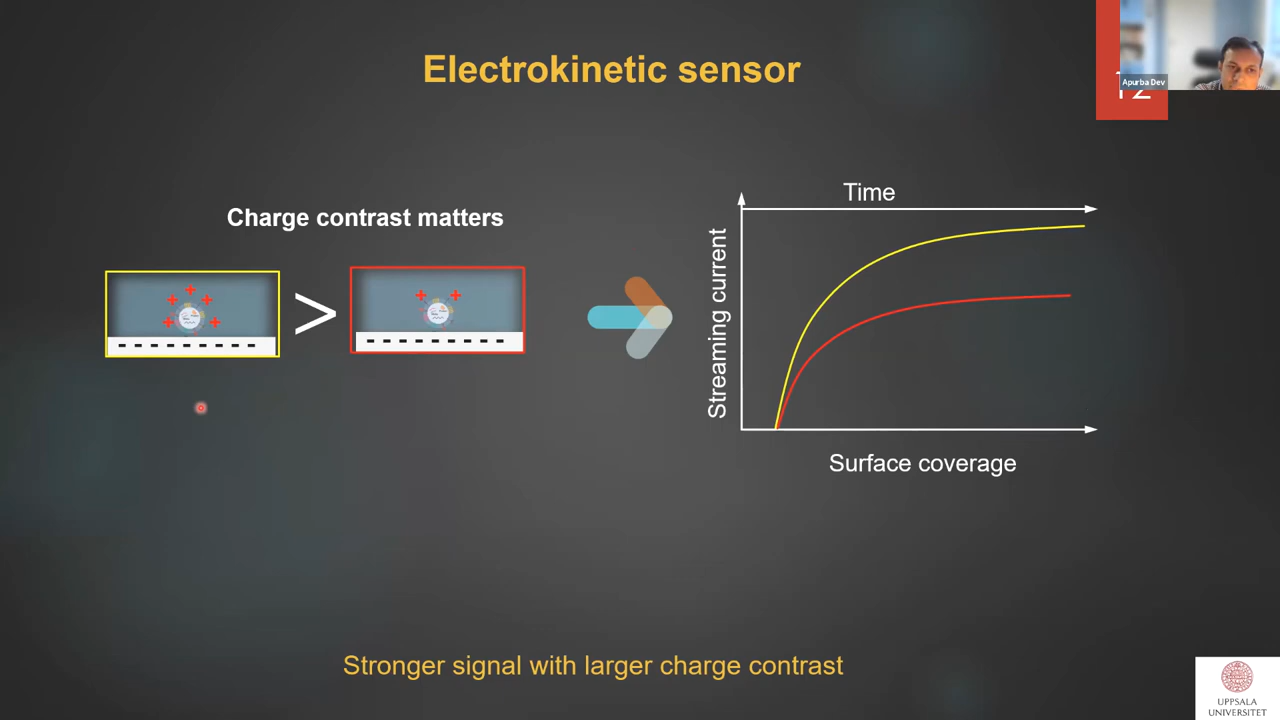 Electrokinetic sensor
12
Apurba Dev
Charge contrast matters
>
Time
Streaming current
Surface coverage
Stronger signal with larger charge contrast
UPPSALA
UNIVERSITET